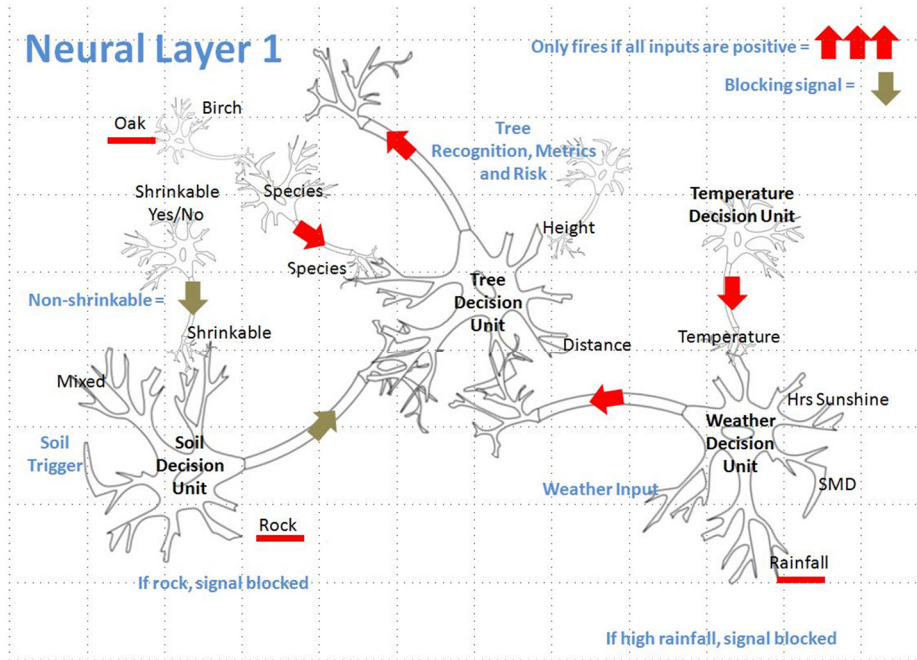 Neural Layer 1
Only fires if all inputs are positive =
Blocking signal =
Birch
Oak
Tree
Recognition, Metrics
and Risk
Species
Shrinkable
Yes/No
Temperature
Decision Unit
Height
Species
Tree
Decision
Unit
Non-shrinkable =
Shrinkable
Temperature
Distance
Mixed
Hrs Sunshine
Weather
Decision
Unit
Soil
Trigger
Soil
Decision
Unit
SMD
Weather Input
Rock
Rainfall
If rock, signal blocked
If high rainfall, signal blocked